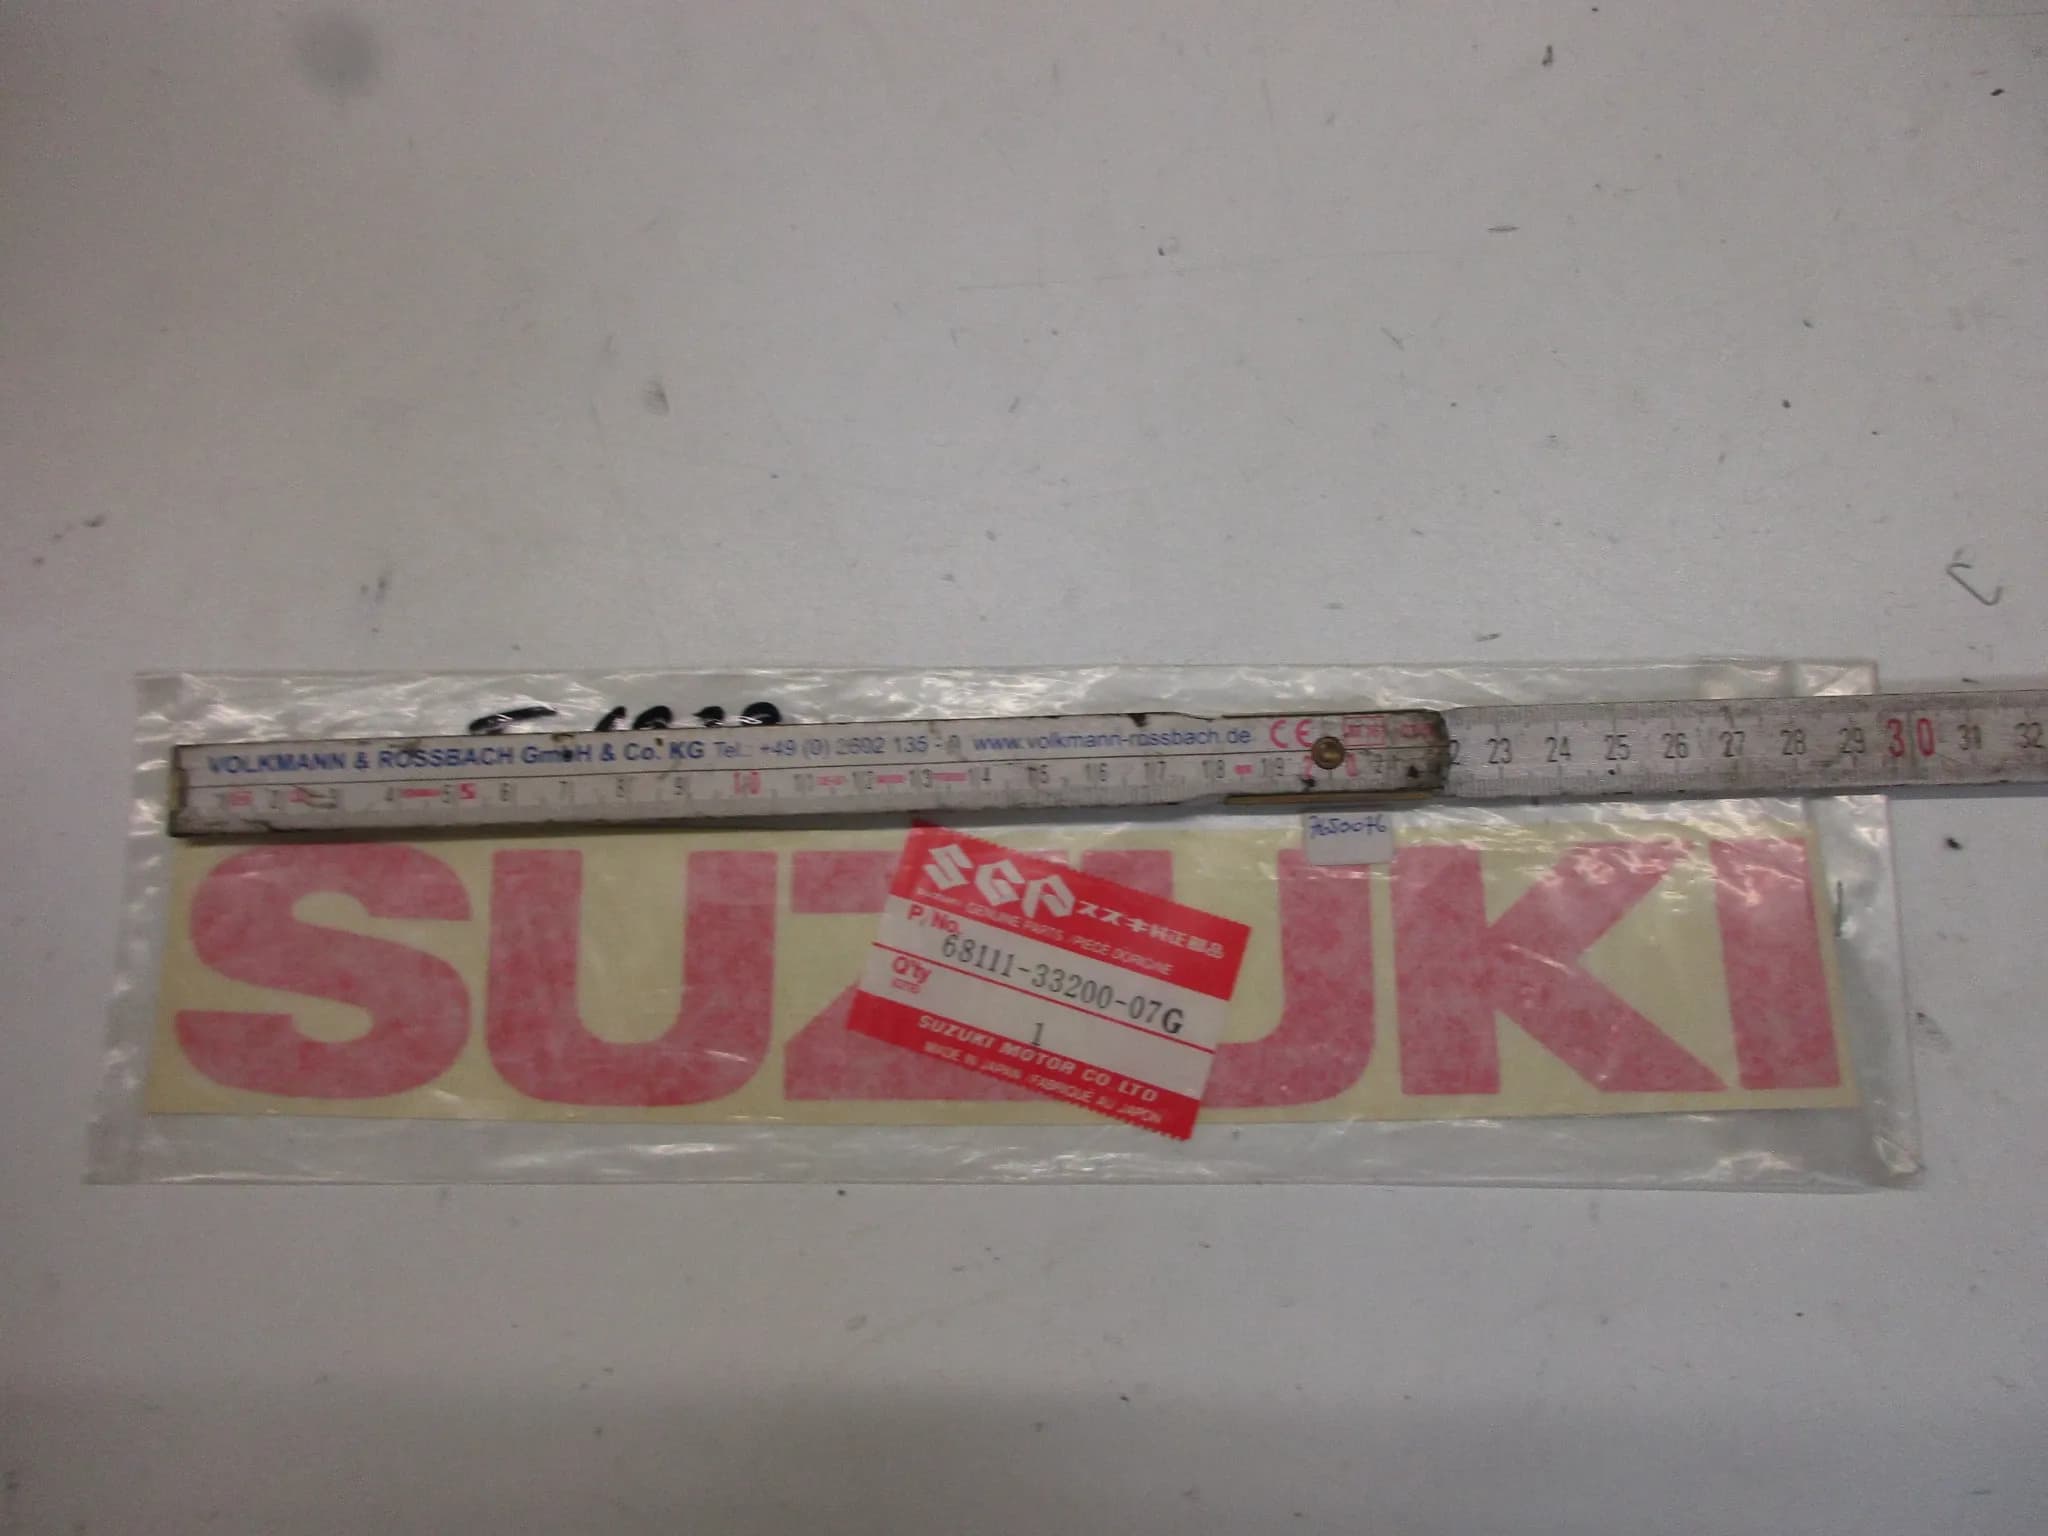 VOLKMANN & ROSSBACH GmbH & Co. KG Tel.: +49 (0) 2602 135 - 0 www.volkmann-rossbach.de CE
1 2 3 4 5 6 7 8 9 10 11 12 13 14 15 16 17 18 19 20 21 22 23 24 25 26 27 28 29 30 31 32
7650076
SUZUKI
SGP スズキ純正部品
SUZUKI GENUINE PARTS / PIECE D'ORIGINE
P/No.
68111-33200-07G
Q'ty
1
SUZUKI MOTOR CO LTD
MADE IN JAPAN / FABRIQUE AU JAPON